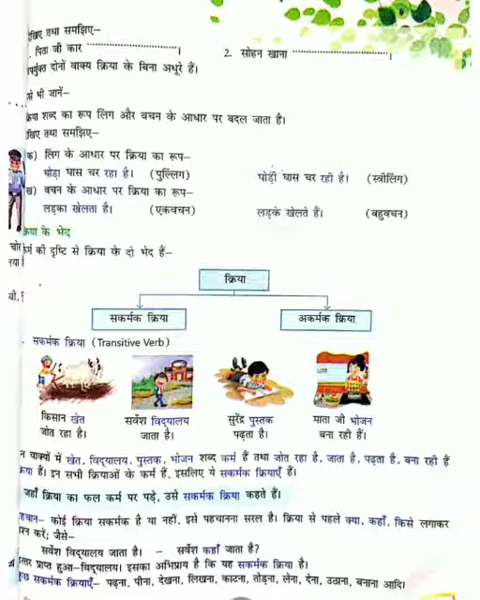 देखिए तथा समझिए–
1. पिता जी कार ......................।
2. सोहन खाना ......................।
उपर्युक्त दोनों वाक्य क्रिया के बिना अधूरे हैं।
इसे भी जानें–
क्रिया शब्द का रूप लिंग और वचन के आधार पर बदल जाता है।
देखिए तथा समझिए–
(क) लिंग के आधार पर क्रिया का रूप–
घोड़ा घास चर रहा है। (पुल्लिंग) घोड़ी घास चर रही है। (स्त्रीलिंग)
(ख) वचन के आधार पर क्रिया का रूप–
लड़का खेलता है। (एकवचन) लड़के खेलते हैं। (बहुवचन)
क्रिया के भेद
कर्म की दृष्टि से क्रिया के दो भेद हैं–
क्रिया
सकर्मक क्रिया
अकर्मक क्रिया
सकर्मक क्रिया (Transitive Verb)
किसान खेत
जोत रहा है।
सर्वेश विद्यालय
जाता है।
सुरेंद्र पुस्तक
पढ़ता है।
माता जी भोजन
बना रही हैं।
इन वाक्यों में खेत, विद्यालय, पुस्तक, भोजन शब्द कर्म हैं तथा जोत रहा है, जाता है, पढ़ता है, बना रही हैं
क्रिया हैं। इन सभी क्रियाओं के कर्म हैं, इसलिए ये सकर्मक क्रियाएँ हैं।
जहाँ क्रिया का फल कर्म पर पड़े, उसे सकर्मक क्रिया कहते हैं।
पहचान– कोई क्रिया सकर्मक है या नहीं, इसे पहचानना सरल है। क्रिया से पहले क्या, कहाँ, किसे लगाकर
प्रश्न करें; जैसे–
सर्वेश विद्यालय जाता है। – सर्वेश कहाँ जाता है?
उत्तर प्राप्त हुआ–विद्यालय। इसका अभिप्राय है कि यह सकर्मक क्रिया है।
कुछ सकर्मक क्रियाएँ– पढ़ना, पीना, देखना, लिखना, काटना, तोड़ना, लेना, देना, उठाना, बनाना आदि।